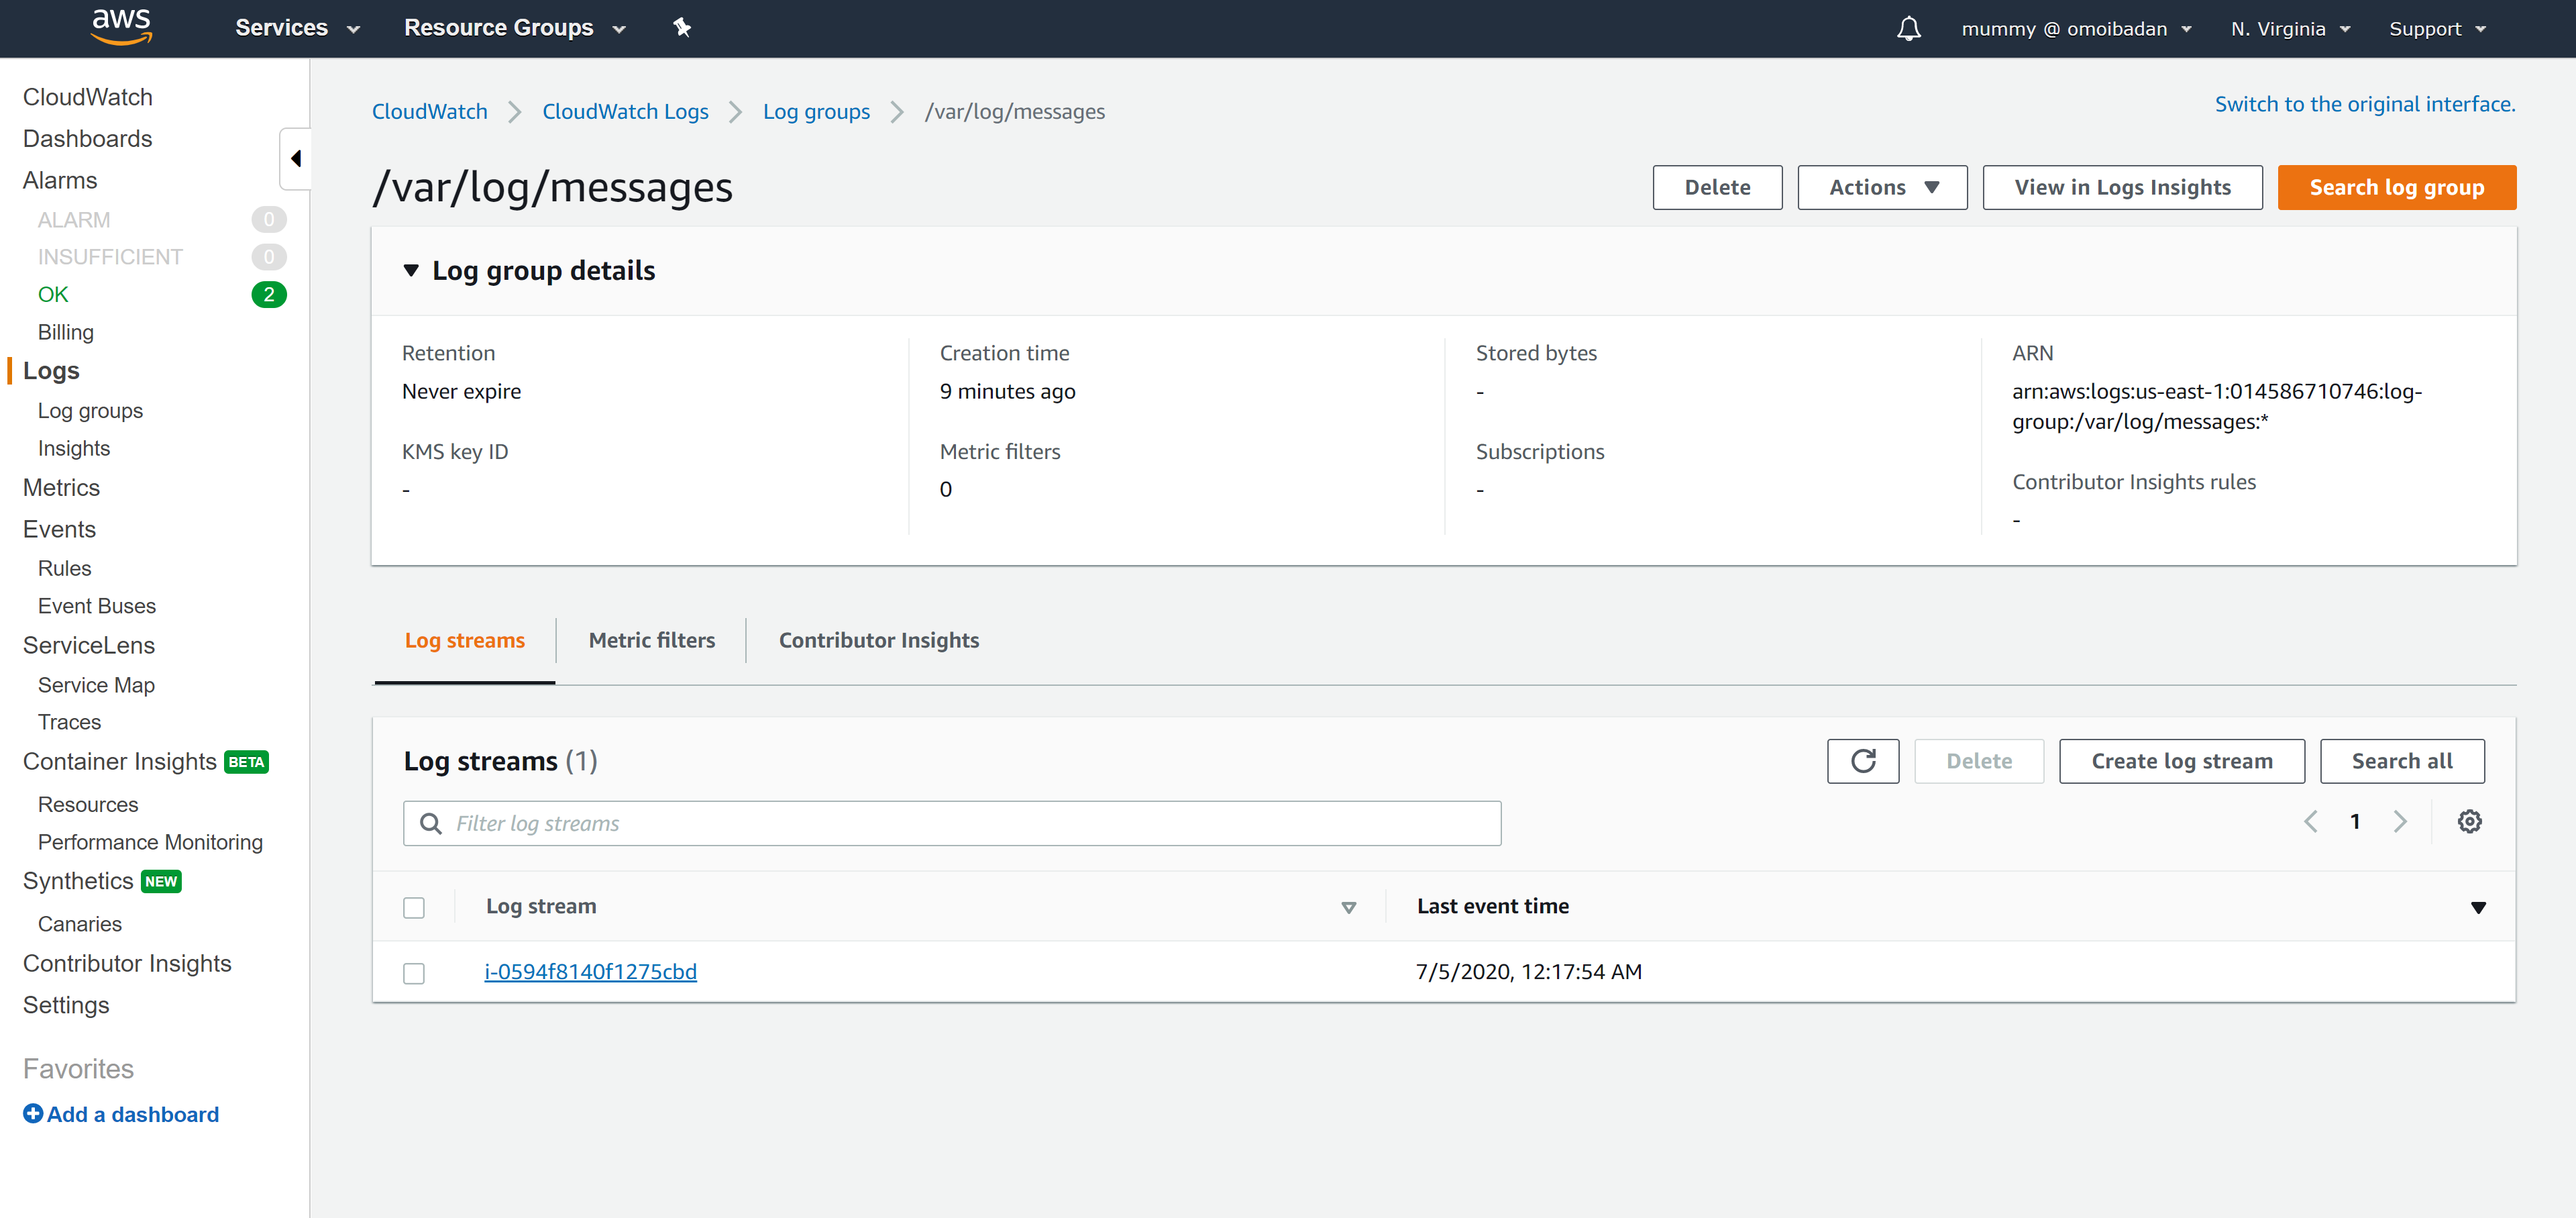 aws
Services
Resource Groups
mummy @ omoibadan
N. Virginia
Support
CloudWatch
Dashboards
Alarms
ALARM 0
INSUFFICIENT 0
OK 2
Billing
Logs
Log groups
Insights
Metrics
Events
Rules
Event Buses
ServiceLens
Service Map
Traces
Container Insights BETA
Resources
Performance Monitoring
Synthetics NEW
Canaries
Contributor Insights
Settings
Favorites
Add a dashboard
CloudWatch
CloudWatch Logs
Log groups
/var/log/messages
Switch to the original interface.
/var/log/messages
Delete
Actions
View in Logs Insights
Search log group
Log group details
Retention
Never expire
KMS key ID
-
Creation time
9 minutes ago
Metric filters
0
Stored bytes
-
Subscriptions
-
ARN
arn:aws:logs:us-east-1:014586710746:log-
group:/var/log/messages:*
Contributor Insights rules
-
Log streams
Metric filters
Contributor Insights
Log streams (1)
Delete
Create log stream
Search all
Filter log streams
1
Log stream
Last event time
i-0594f8140f1275cbd
7/5/2020, 12:17:54 AM